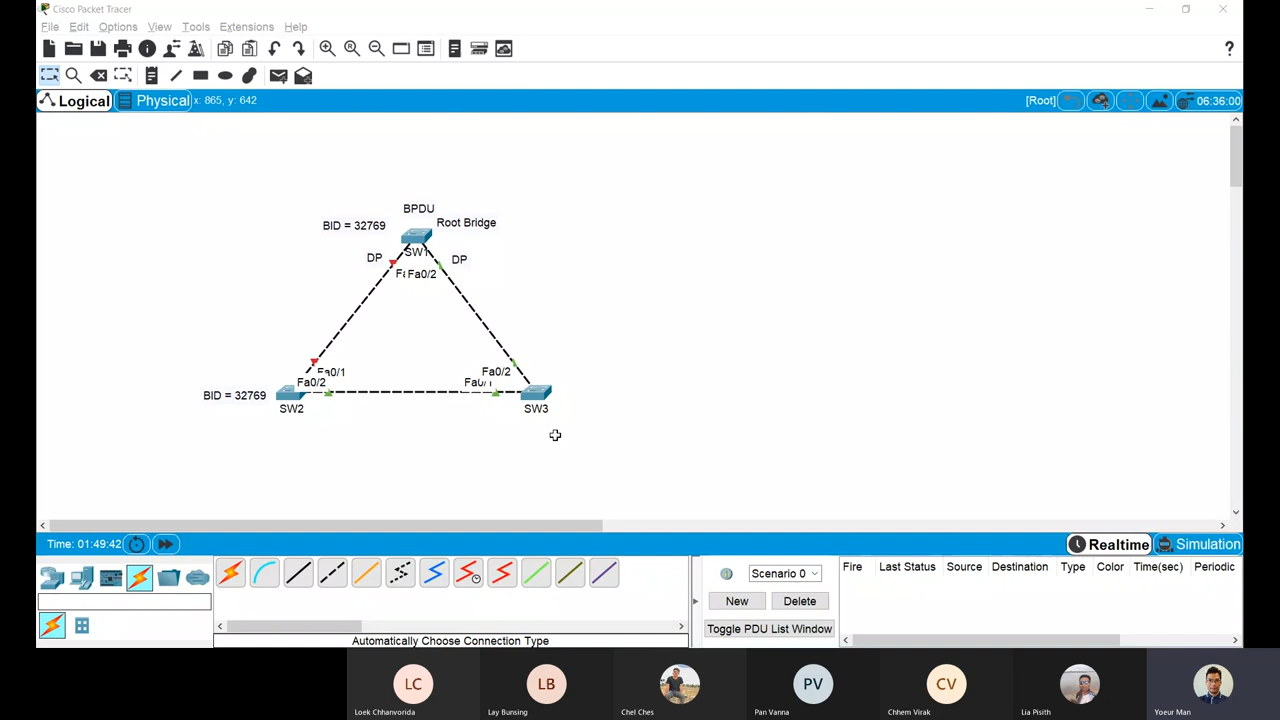 Cisco Packet Tracer
File Edit Options View Tools Extensions Help
?
Logical Physical x: 865, y: 642 [Root] 06:36:00
BPDU
BID = 32769 Root Bridge
SW1
DP DP
Fa0/2
Fa0/1 Fa0/2
Fa0/2
BID = 32769
SW2 SW3
Time: 01:49:42 Realtime Simulation
Scenario 0
Fire Last Status Source Destination Type Color Time(sec) Periodic
New Delete
Toggle PDU List Window
Automatically Choose Connection Type
LC LB PV CV
Loek Chhanvorida Lay Bunsing Chel Ches Pan Vanna Chhem Virak Lia Pisith Yoeur Man